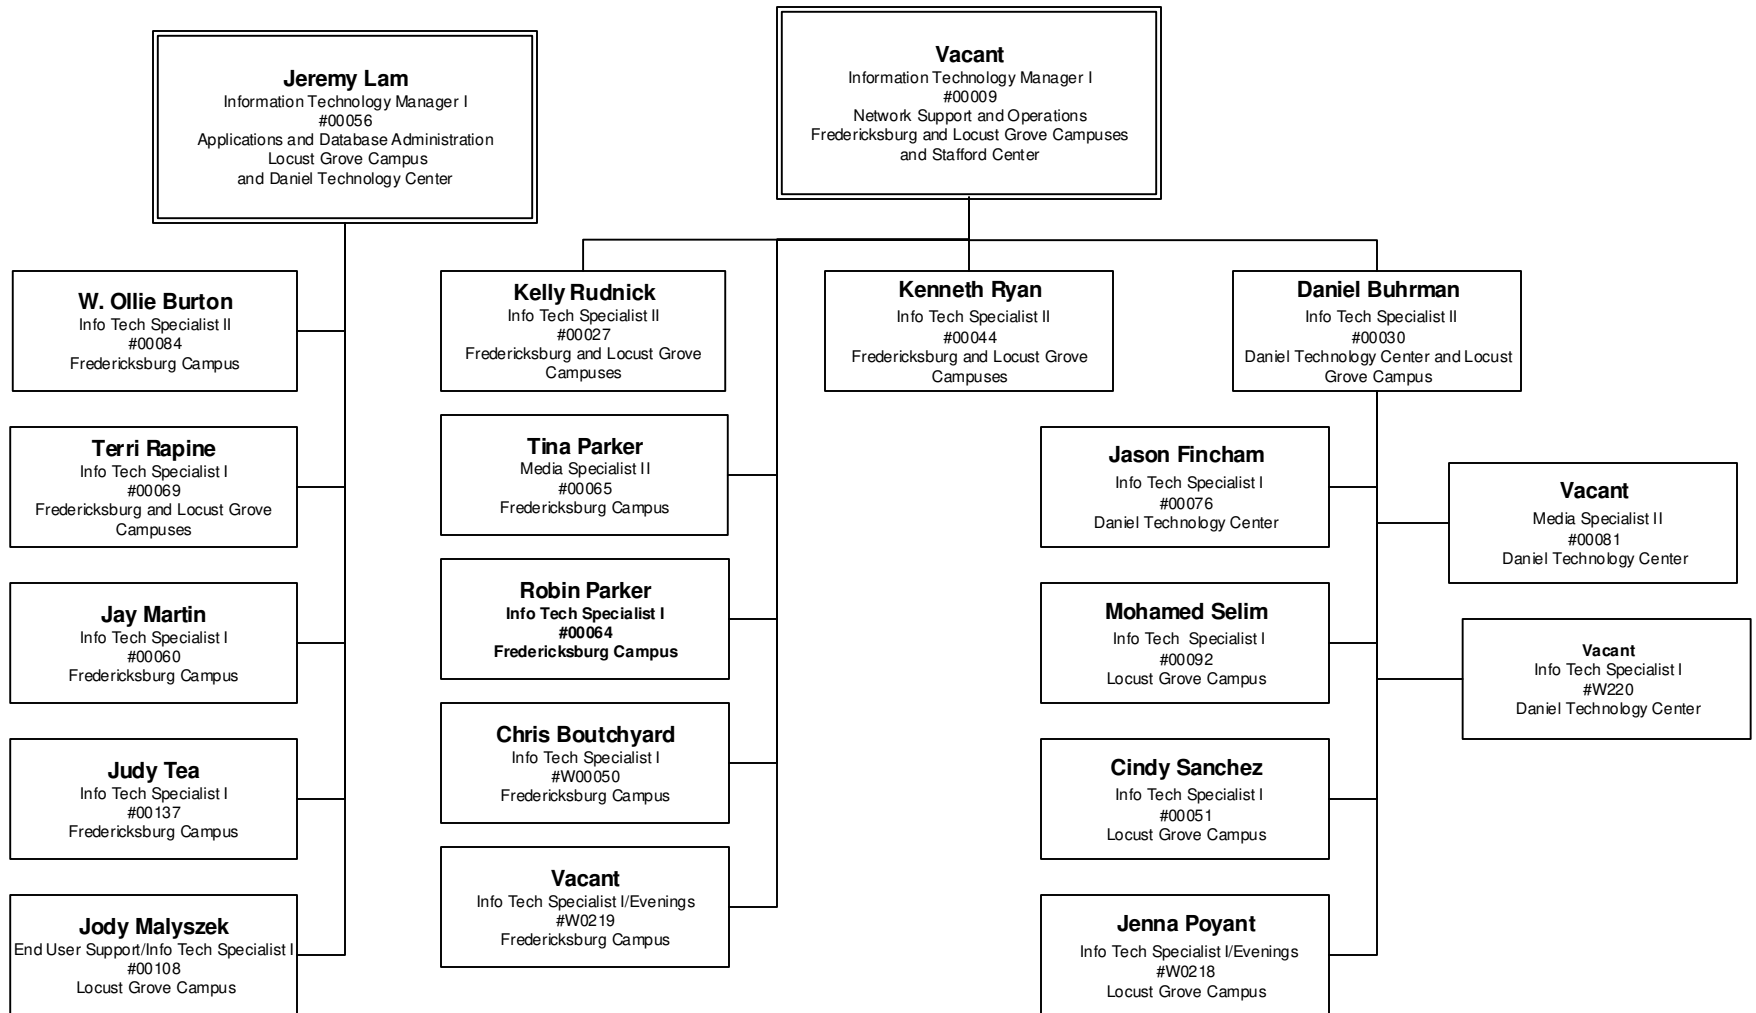 Jeremy Lam
Information Technology Manager I
#00056
Applications and Database Administration
Locust Grove Campus
and Daniel Technology Center
Vacant
Information Technology Manager I
#00009
Network Support and Operations
Fredericksburg and Locust Grove Campuses
and Stafford Center
W. Ollie Burton
Info Tech Specialist II
#00084
Fredericksburg Campus
Terri Rapine
Info Tech Specialist I
#00069
Fredericksburg and Locust Grove
Campuses
Jay Martin
Info Tech Specialist I
#00060
Fredericksburg Campus
Judy Tea
Info Tech Specialist I
#00137
Fredericksburg Campus
Jody Malyszek
End User Support/Info Tech Specialist I
#00108
Locust Grove Campus
Kelly Rudnick
Info Tech Specialist II
#00027
Fredericksburg and Locust Grove
Campuses
Tina Parker
Media Specialist II
#00065
Fredericksburg Campus
Robin Parker
Info Tech Specialist I
#00064
Fredericksburg Campus
Chris Boutchyard
Info Tech Specialist I
#W00050
Fredericksburg Campus
Vacant
Info Tech Specialist I/Evenings
#W0219
Fredericksburg Campus
Kenneth Ryan
Info Tech Specialist II
#00044
Fredericksburg and Locust Grove
Campuses
Daniel Buhrman
Info Tech Specialist II
#00030
Daniel Technology Center and Locust
Grove Campus
Jason Fincham
Info Tech Specialist I
#00076
Daniel Technology Center
Mohamed Selim
Info Tech Specialist I
#00092
Locust Grove Campus
Cindy Sanchez
Info Tech Specialist I
#00051
Locust Grove Campus
Jenna Poyant
Info Tech Specialist I/Evenings
#W0218
Locust Grove Campus
Vacant
Media Specialist II
#00081
Daniel Technology Center
Vacant
Info Tech Specialist I
#W220
Daniel Technology Center